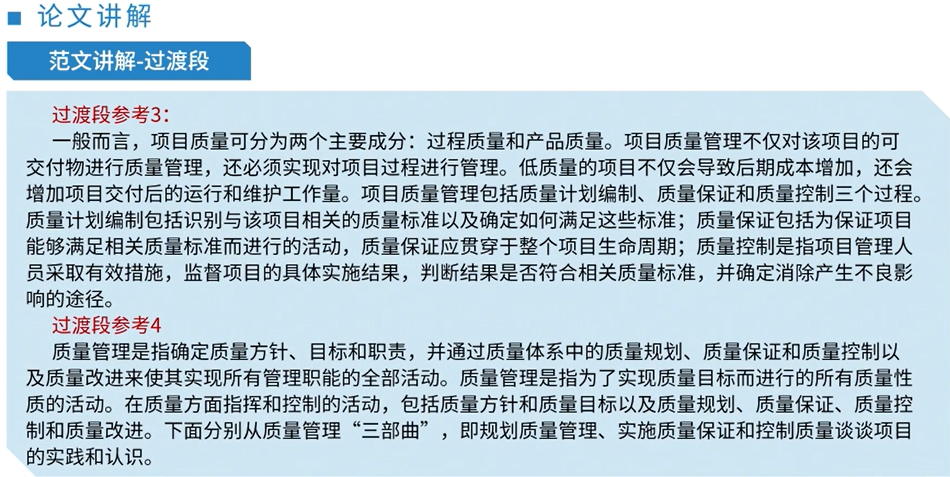 论文讲解
范文讲解-过渡段
过渡段参考3：
一般而言，项目质量可分为两个主要成分：过程质量和产品质量。项目质量管理不仅对该项目的可
交付物进行质量管理，还必须实现对项目过程进行管理。低质量的项目不仅会导致后期成本增加，还会
增加项目交付后的运行和维护工作量。项目质量管理包括质量计划编制、质量保证和质量控制三个过程。
质量计划编制包括识别与该项目相关的质量标准以及确定如何满足这些标准；质量保证包括为保证项目
能够满足相关质量标准而进行的活动，质量保证应贯穿于整个项目生命周期；质量控制是指项目管理人
员采取有效措施，监督项目的具体实施结果，判断结果是否符合相关质量标准，并确定消除产生不良影
响的途径。
过渡段参考4
质量管理是指确定质量方针、目标和职责，并通过质量体系中的质量规划、质量保证和质量控制以
及质量改进来使其实现所有管理职能的全部活动。质量管理是指为了实现质量目标而进行的所有质量性
质的活动。在质量方面指挥和控制的活动，包括质量方针和质量目标以及质量规划、质量保证、质量控
制和质量改进。下面分别从质量管理“三部曲”，即规划质量管理、实施质量保证和控制质量谈谈项目
的实践和认识。